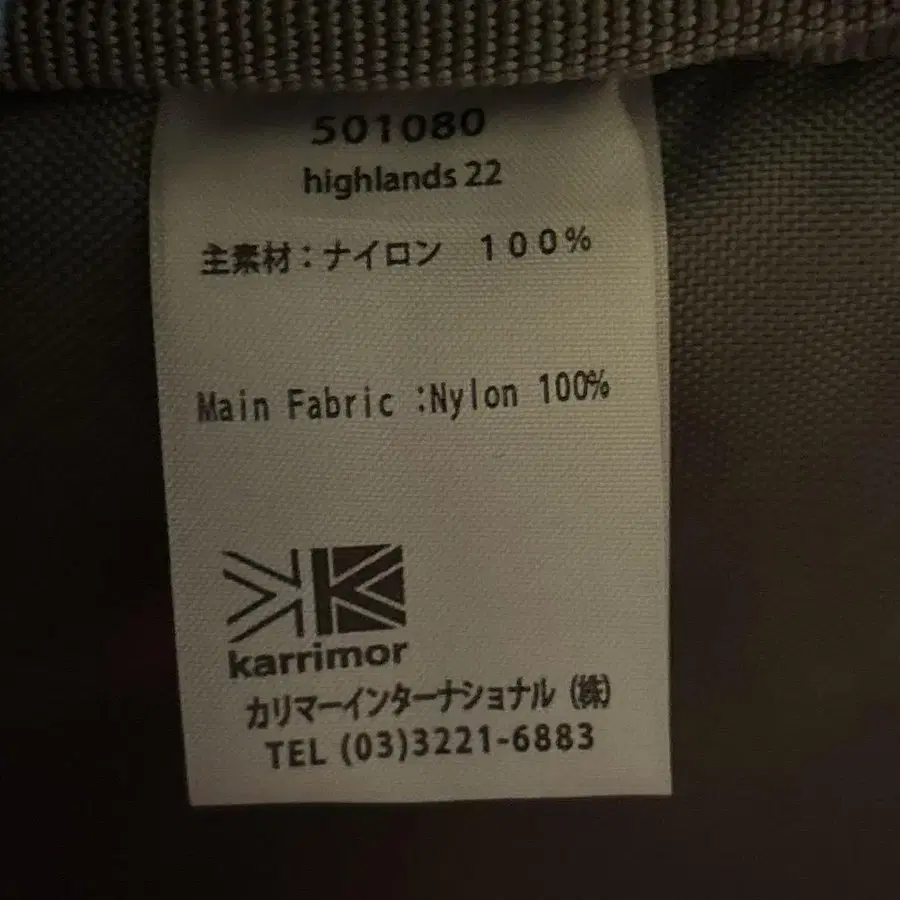 501080
highlands 22
主素材：ナイロン　１００％
Main Fabric :Nylon 100%
karrimor
カリマーインターナショナル（株）
TEL (03)3221-6883